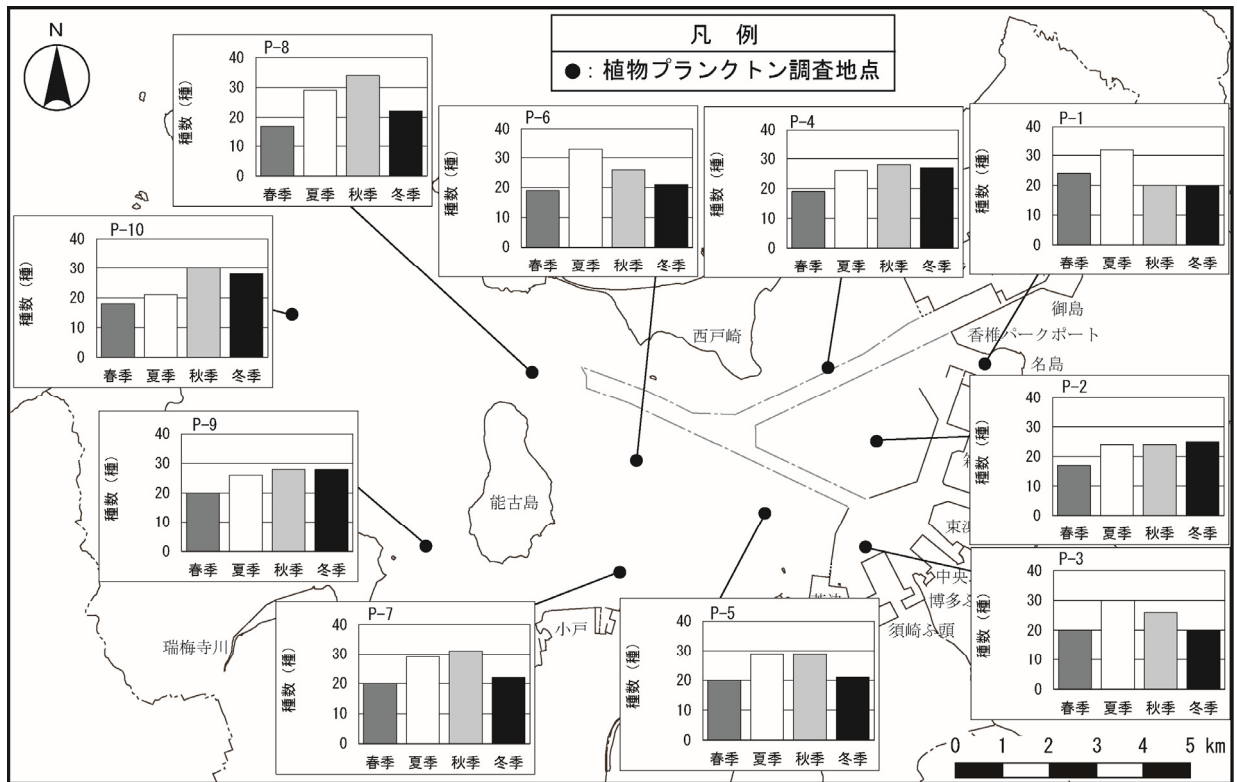 N
凡 例
●：植物プランクトン調査地点
P-8
種数（種）
40
30
20
10
0
春季 夏季 秋季 冬季
P-6
種数（種）
40
30
20
10
0
春季 夏季 秋季 冬季
P-4
種数（種）
40
30
20
10
0
春季 夏季 秋季 冬季
P-1
種数（種）
40
30
20
10
0
春季 夏季 秋季 冬季
P-10
種数（種）
40
30
20
10
0
春季 夏季 秋季 冬季
御島
香椎パークポート
西戸崎
名島
P-2
種数（種）
40
30
20
10
0
春季 夏季 秋季 冬季
P-9
種数（種）
40
30
20
10
0
春季 夏季 秋季 冬季
能古島
東浜
P-3
種数（種）
40
30
20
10
0
春季 夏季 秋季 冬季
中央ふ
博多ふ
須崎ふ頭
小戸
瑞梅寺川
P-7
種数（種）
40
30
20
10
0
春季 夏季 秋季 冬季
P-5
種数（種）
40
30
20
10
0
春季 夏季 秋季 冬季
0 1 2 3 4 5 km